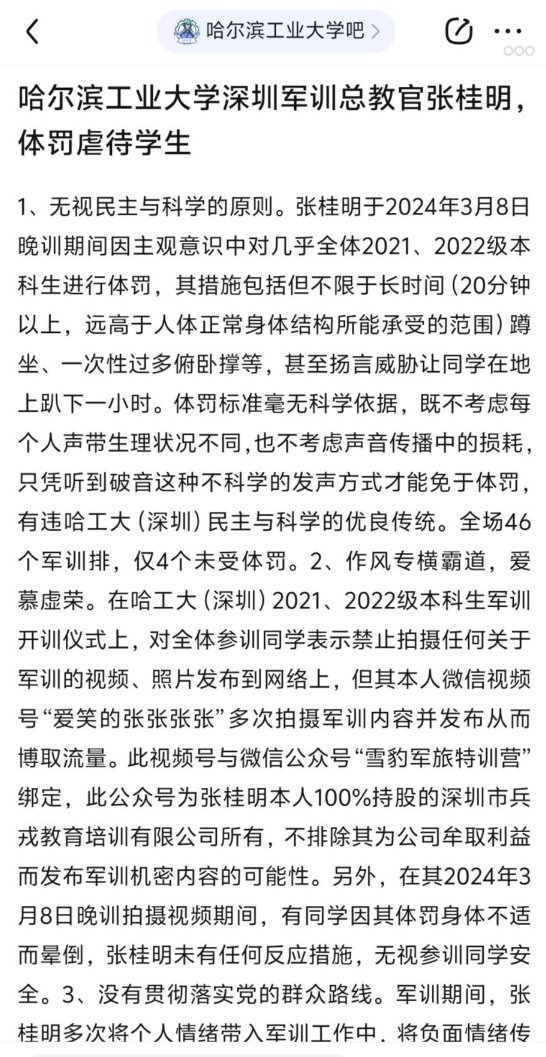 哈尔滨工业大学吧
哈尔滨工业大学深圳军训总教官张桂明，
体罚虐待学生
1、无视民主与科学的原则。张桂明于2024年3月8日
晚训期间因主观意识中对几乎全体2021、2022级本
科生进行体罚，其措施包括但不限于长时间（20分钟
以上，远高于人体正常身体结构所能承受的范围）蹲
坐、一次性过多俯卧撑等，甚至扬言威胁让同学在地
上趴下一小时。体罚标准毫无科学依据，既不考虑每
个人声带生理状况不同，也不考虑声音传播中的损耗，
只凭听到破音这种不科学的发声方式才能免于体罚，
有违哈工大（深圳）民主与科学的优良传统。全场46
个军训排，仅4个未受体罚。2、作风专横霸道，爱
慕虚荣。在哈工大（深圳）2021、2022级本科生军训
开训仪式上，对全体参训同学表示禁止拍摄任何关于
军训的视频、照片发布到网络上，但其本人微信视频
号“爱笑的张张张张”多次拍摄军训内容并发布从而
博取流量。此视频号与微信公众号“雪豹军旅特训营”
绑定，此公众号为张桂明本人100%持股的深圳市兵
戎教育培训有限公司所有，不排除其为公司牟取利益
而发布军训机密内容的可能性。另外，在其2024年3
月8日晚训拍摄视频期间，有同学因其体罚身体不适
而晕倒，张桂明未有任何反应措施，无视参训同学安
全。3、没有贯彻落实党的群众路线。军训期间，张
桂明多次将个人情绪带入军训工作中，将负面情绪传